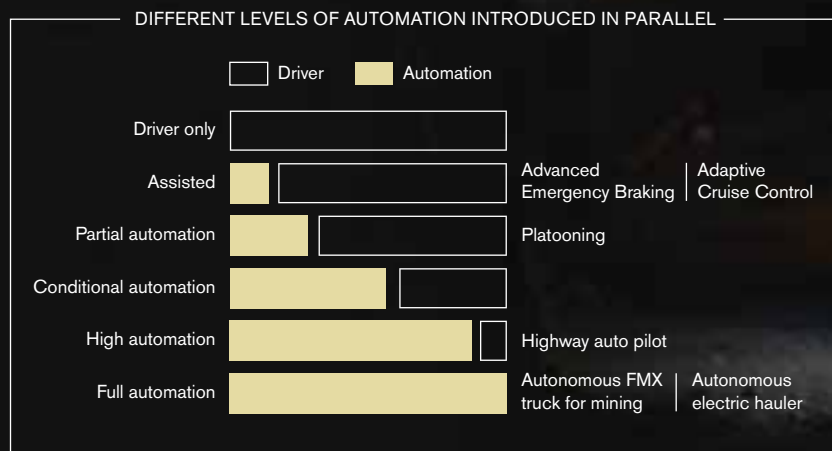 DIFFERENT LEVELS OF AUTOMATION INTRODUCED IN PARALLEL
Driver
Automation
Driver only
Assisted
Advanced
Emergency Braking
Adaptive
Cruise Control
Partial automation
Platooning
Conditional automation
High automation
Highway auto pilot
Full automation
Autonomous FMX
truck for mining
Autonomous
electric hauler